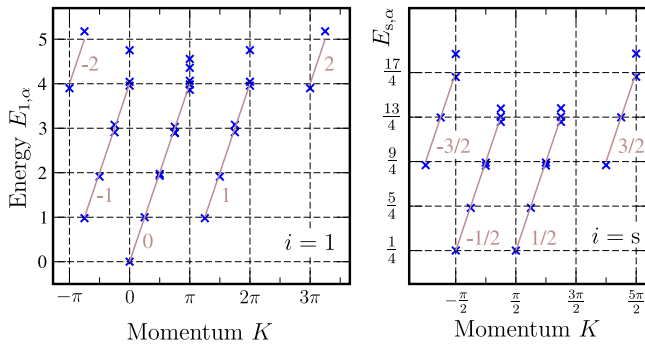 Energy E_{1,α}
5
4
3
2
1
0
-2
2
-1
1
0
i = 1
−π 0 π 2π 3π
Momentum K
E_{s,α}
17/4
13/4
9/4
5/4
1/4
-3/2
3/2
-1/2
1/2
i = s
−π/2 π/2 3π/2 5π/2
Momentum K